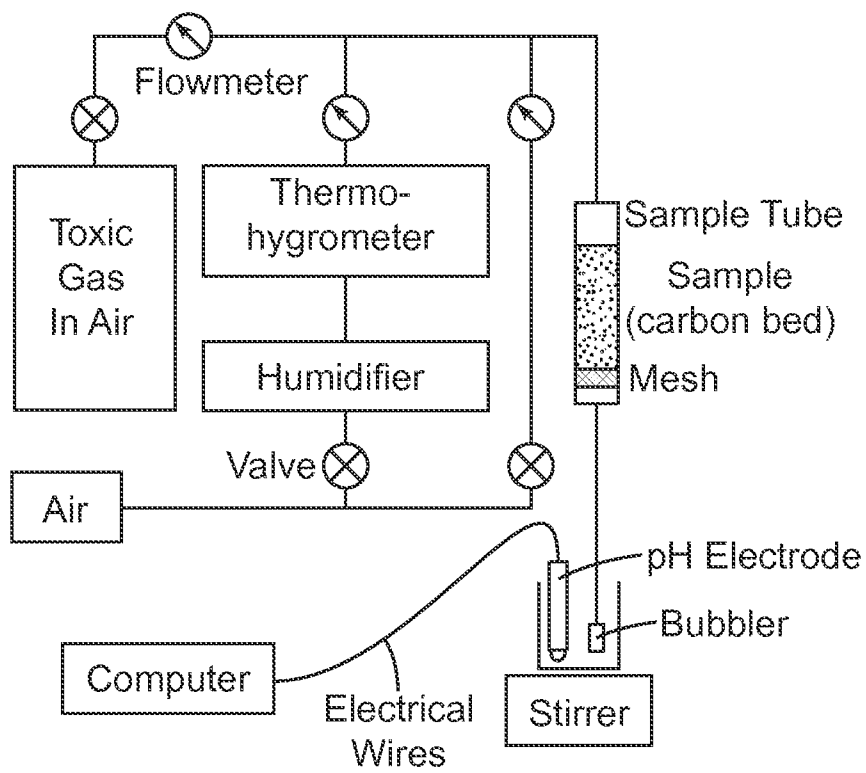 Flowmeter
Toxic
Gas
In Air
Thermo-
hygrometer
Sample Tube
Sample
(carbon bed)
Humidifier
Mesh
Valve
Air
pH Electrode
Bubbler
Computer
Electrical
Wires
Stirrer